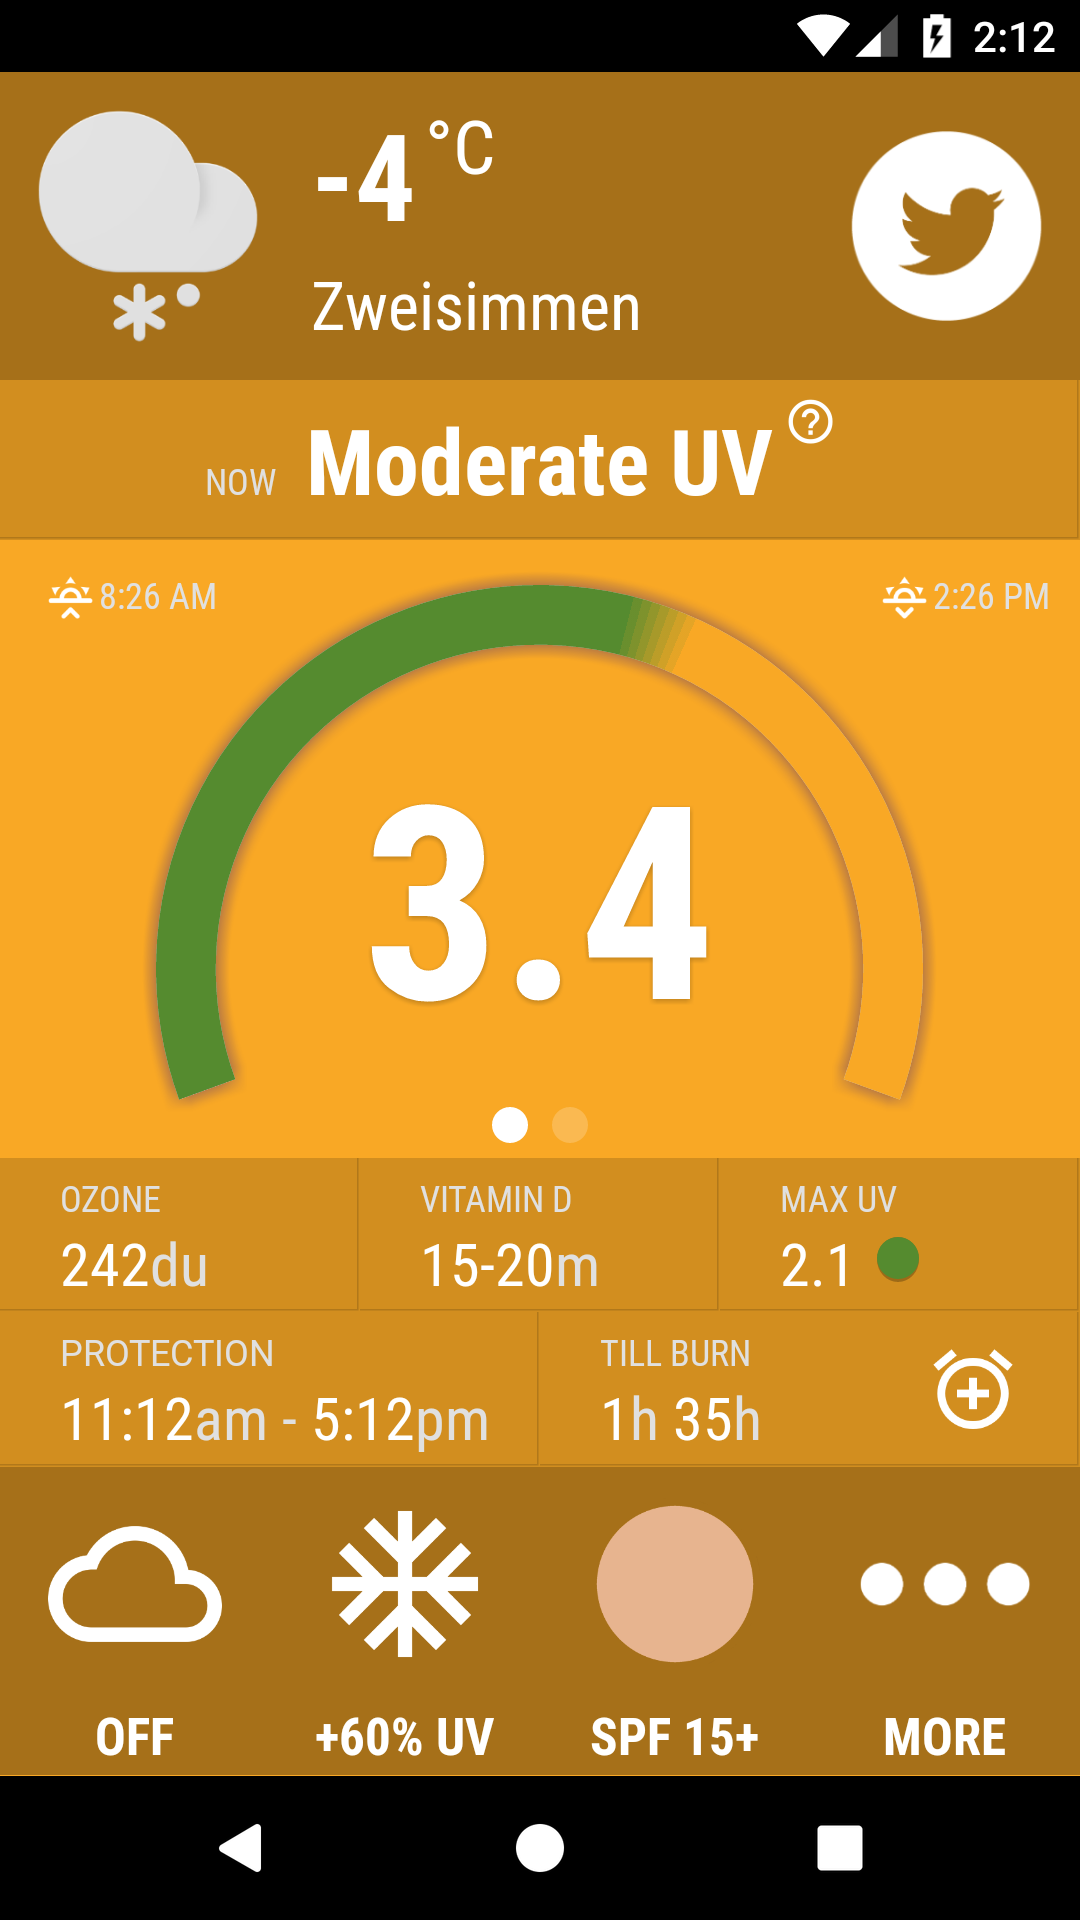 2:12
-4 °C
Zweisimmen
NOW Moderate UV ?
8:26 AM 2:26 PM
3.4
OZONE VITAMIN D MAX UV
242du 15-20m 2.1
PROTECTION TILL BURN
11:12am - 5:12pm 1h 35h
OFF +60% UV SPF 15+ MORE